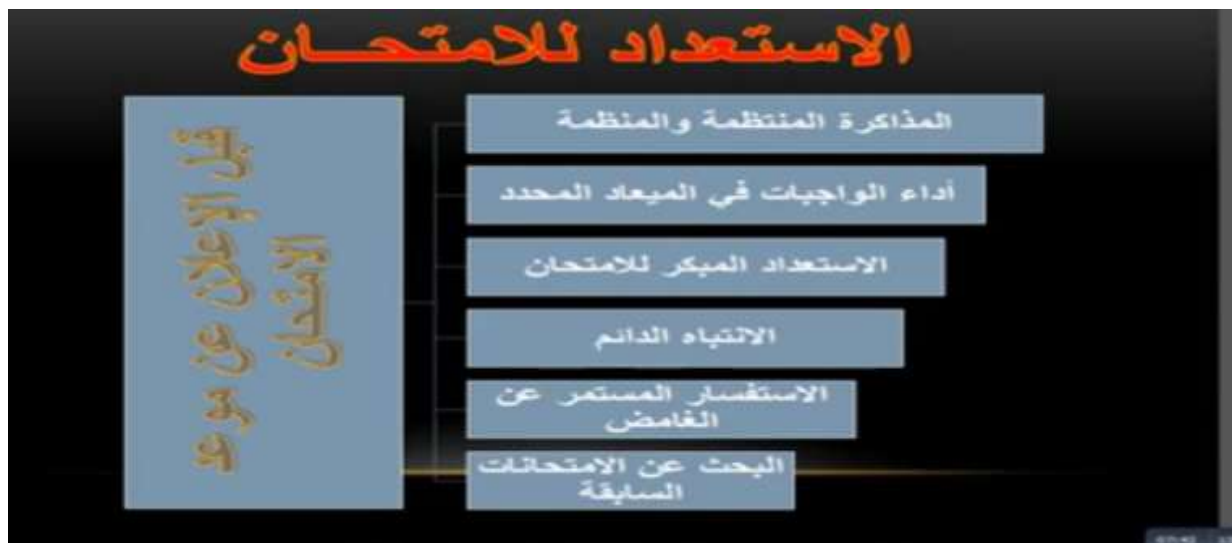 الاستعداد للامتحـــان
قبل الإعلان عن موعد
الامتحان
المذاكرة المنتظمة والمنظمة
أداء الواجبات في الميعاد المحدد
الاستعداد المبكر للامتحان
الانتباه الدائم
الاستفسار المستمر عن
الغامض
البحث عن الامتحانات
السابقة